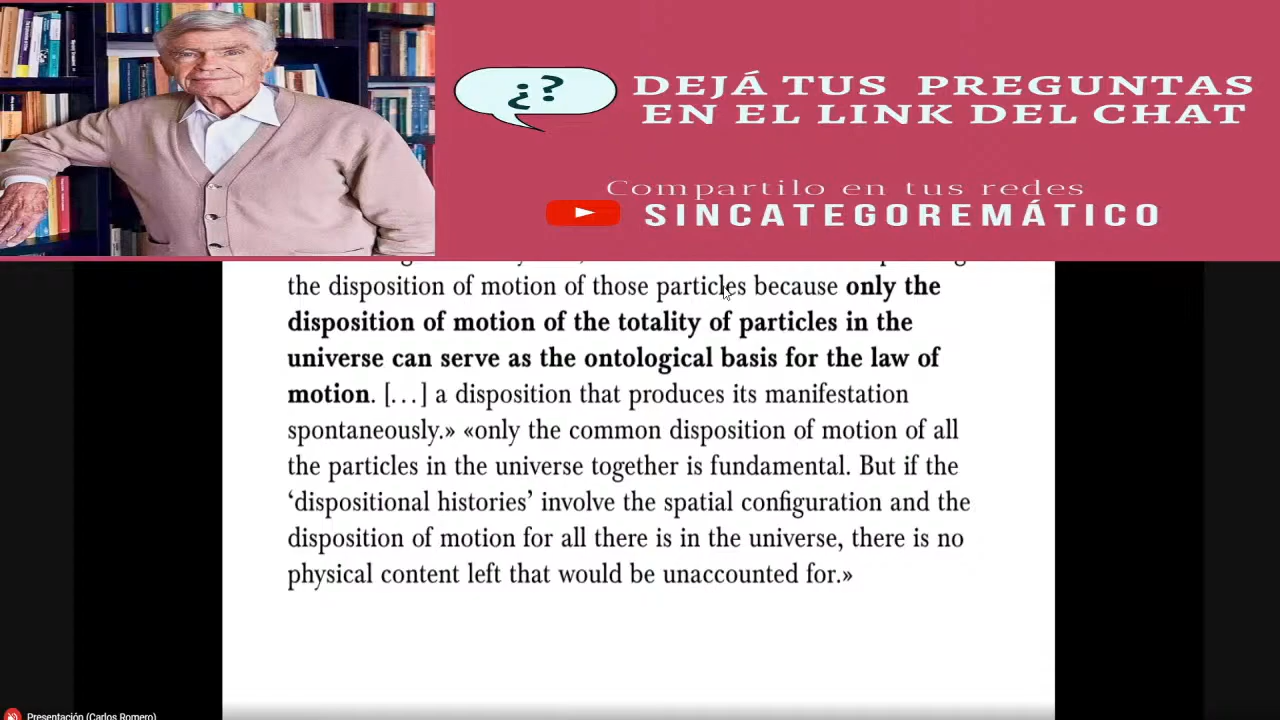 ¿?
DEJÁ TUS PREGUNTAS
EN EL LINK DEL CHAT
Compartilo en tus redes
SINCATEGOREMÁTICO
the disposition of motion of those particles because only the
disposition of motion of the totality of particles in the
universe can serve as the ontological basis for the law of
motion. […] a disposition that produces its manifestation
spontaneously.» «only the common disposition of motion of all
the particles in the universe together is fundamental. But if the
‘dispositional histories’ involve the spatial configuration and the
disposition of motion for all there is in the universe, there is no
physical content left that would be unaccounted for.»
Presentación (Carlos Romero)